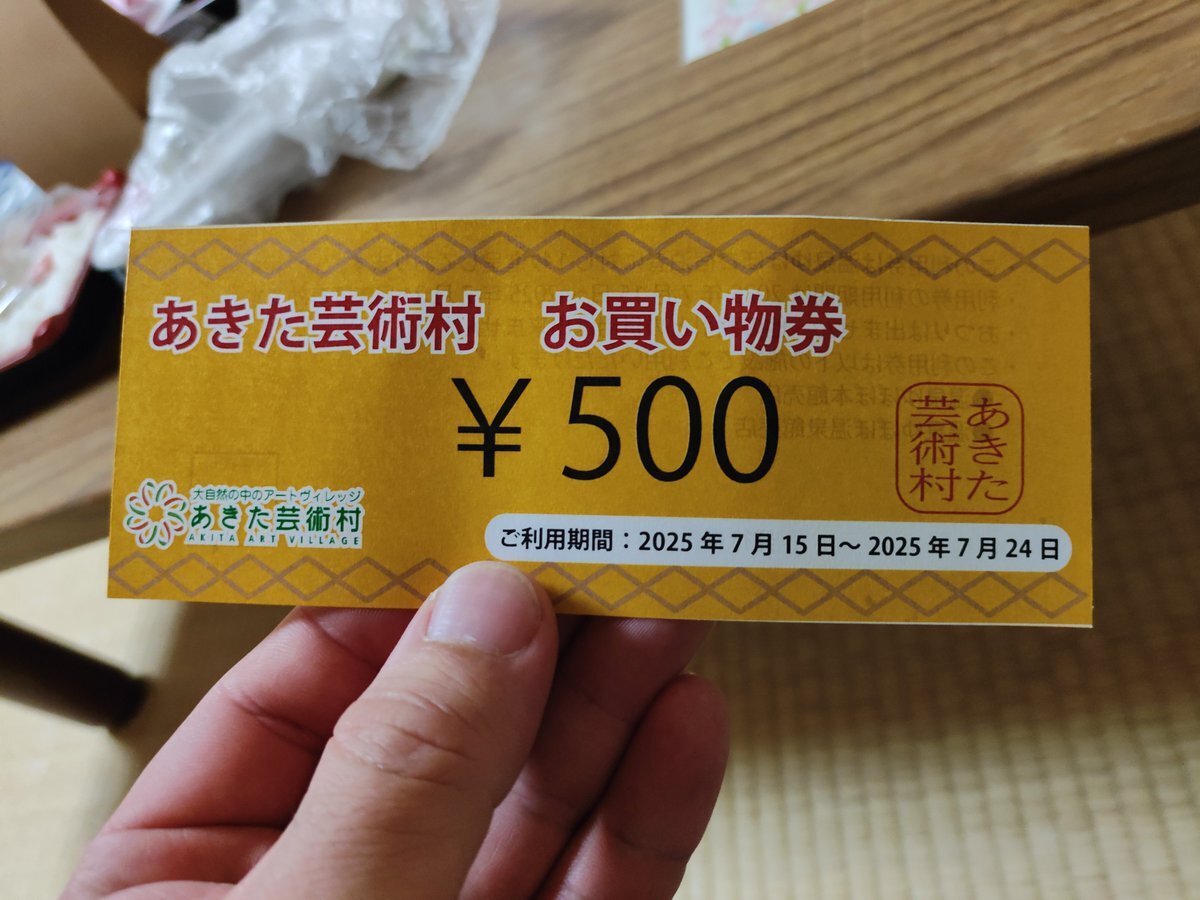 あきた芸術村 お買い物券
¥500
あきた
芸術村
大自然の中のアートヴィレッジ
あきた芸術村
AKITA ART VILLAGE
ご利用期間：2025年7月15日～2025年7月24日